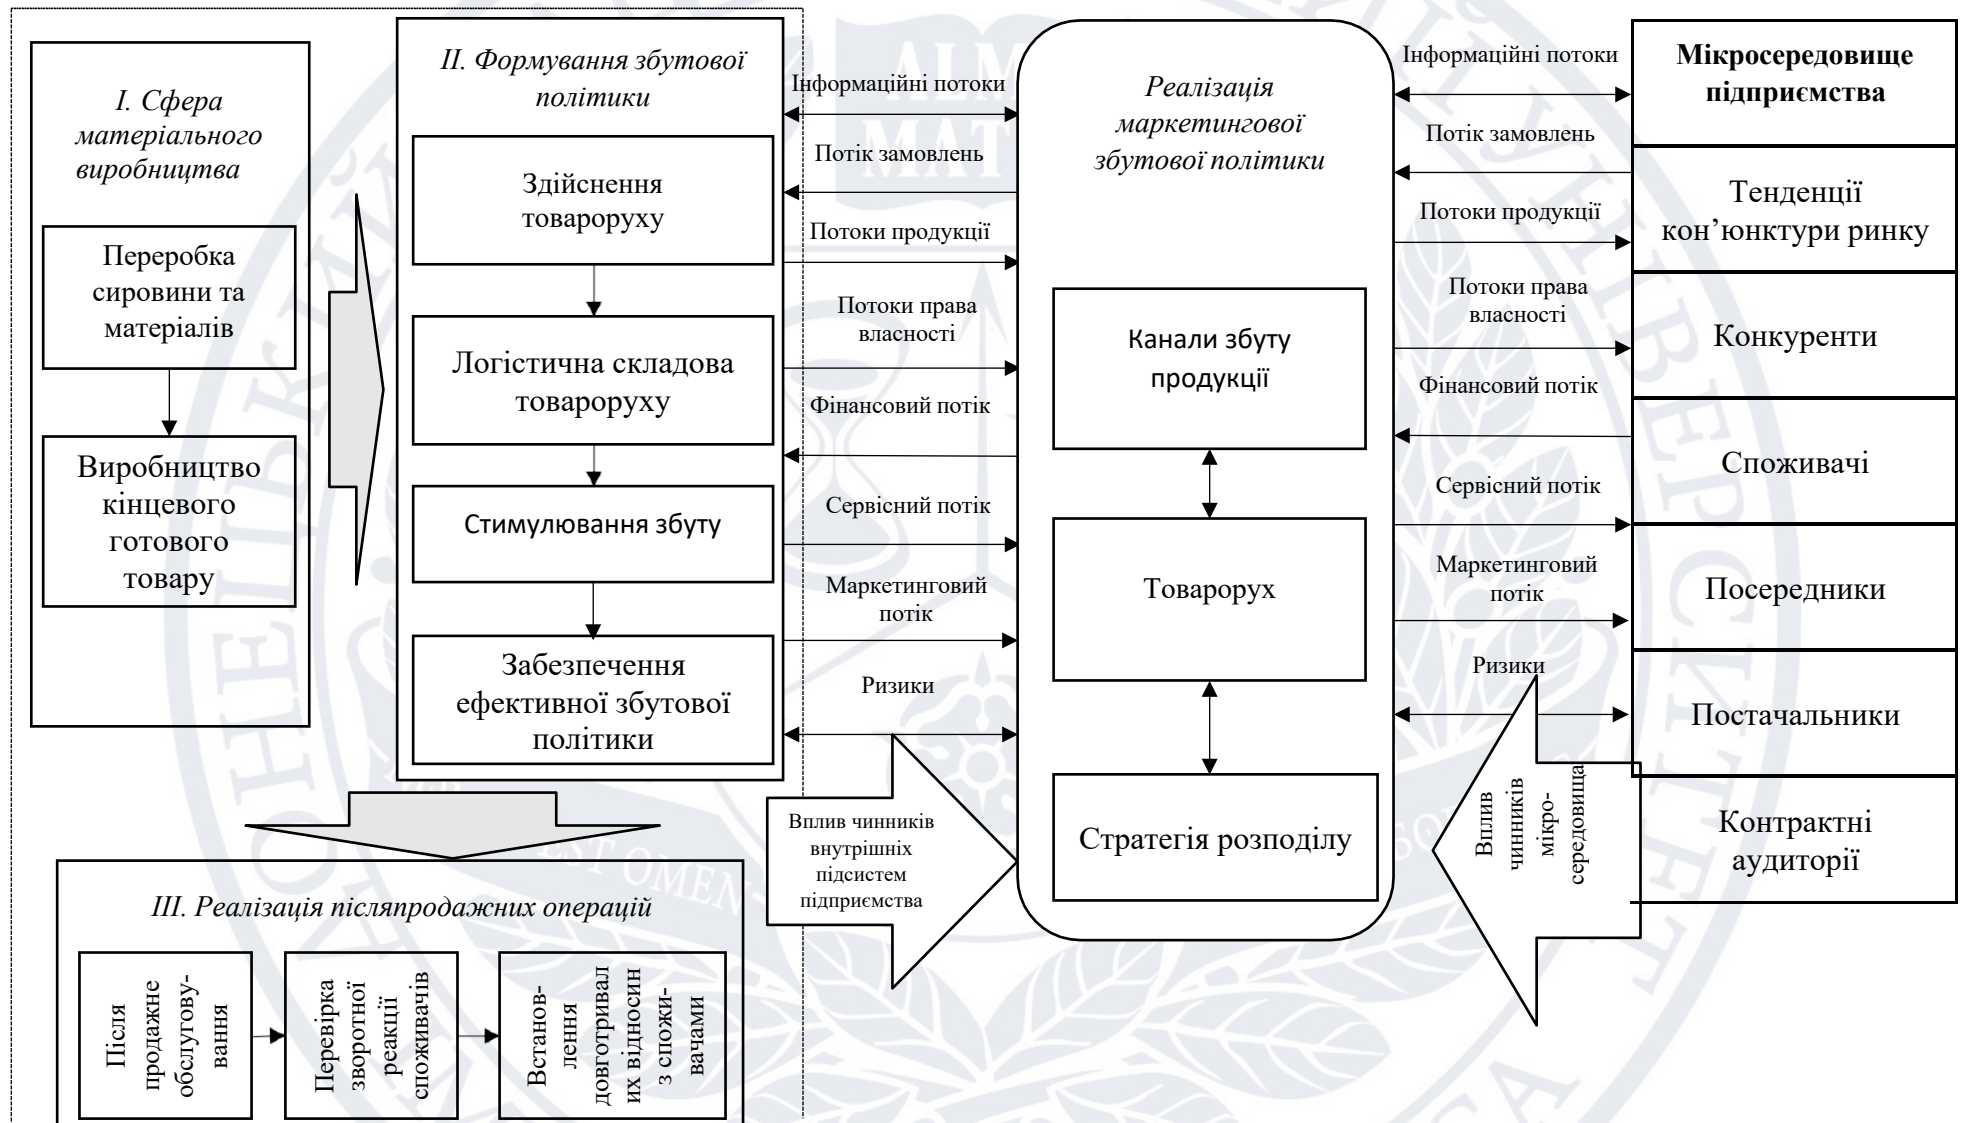 I. Сфера
матеріального
виробництва
Переробка
сировини та
матеріалів
Виробництво
кінцевого
готового
товару
II. Формування збутової
політики
Здійснення
товароруху
Логістична складова
товароруху
Стимулювання збуту
Забезпечення
ефективної збутової
політики
Інформаційні потоки
Потік замовлень
Потоки продукції
Потоки права
власності
Фінансовий потік
Сервісний потік
Маркетинговий
потік
Ризики
Реалізація
маркетингової
збутової політики
Канали збуту
продукції
Товарорух
Стратегія розподілу
Інформаційні потоки
Потік замовлень
Потоки продукції
Потоки права
власності
Фінансовий потік
Сервісний потік
Маркетинговий
потік
Ризики
Мікросередовище
підприємства
Тенденції
кон’юнктури ринку
Конкуренти
Споживачі
Посередники
Постачальники
Контрактні
аудиторії
Вплив чинників
внутрішніх
підсистем
підприємства
Вплив
чинників
мікро-
середовища
III. Реалізація післяпродажних операцій
Після
продажне
обслуговування
Перевірка
зворотної
реакції
споживачів
Встанов-
лення
довготривал
их відносин
з спожи-
вачами
ALMA
MATER
EST OMEN